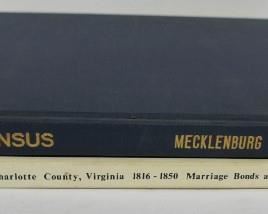 NSUS MECKLENBURG
harlotte County, Virginia 1816 - 1850 Marriage Bonds a